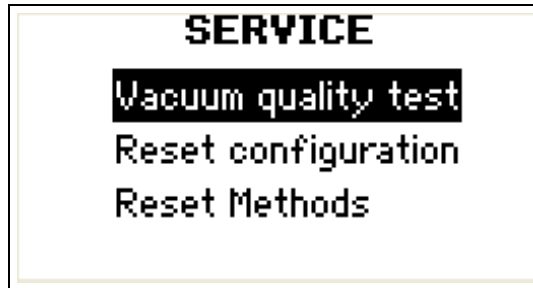 SERVICE
Vacuum quality test
Reset configuration
Reset Methods